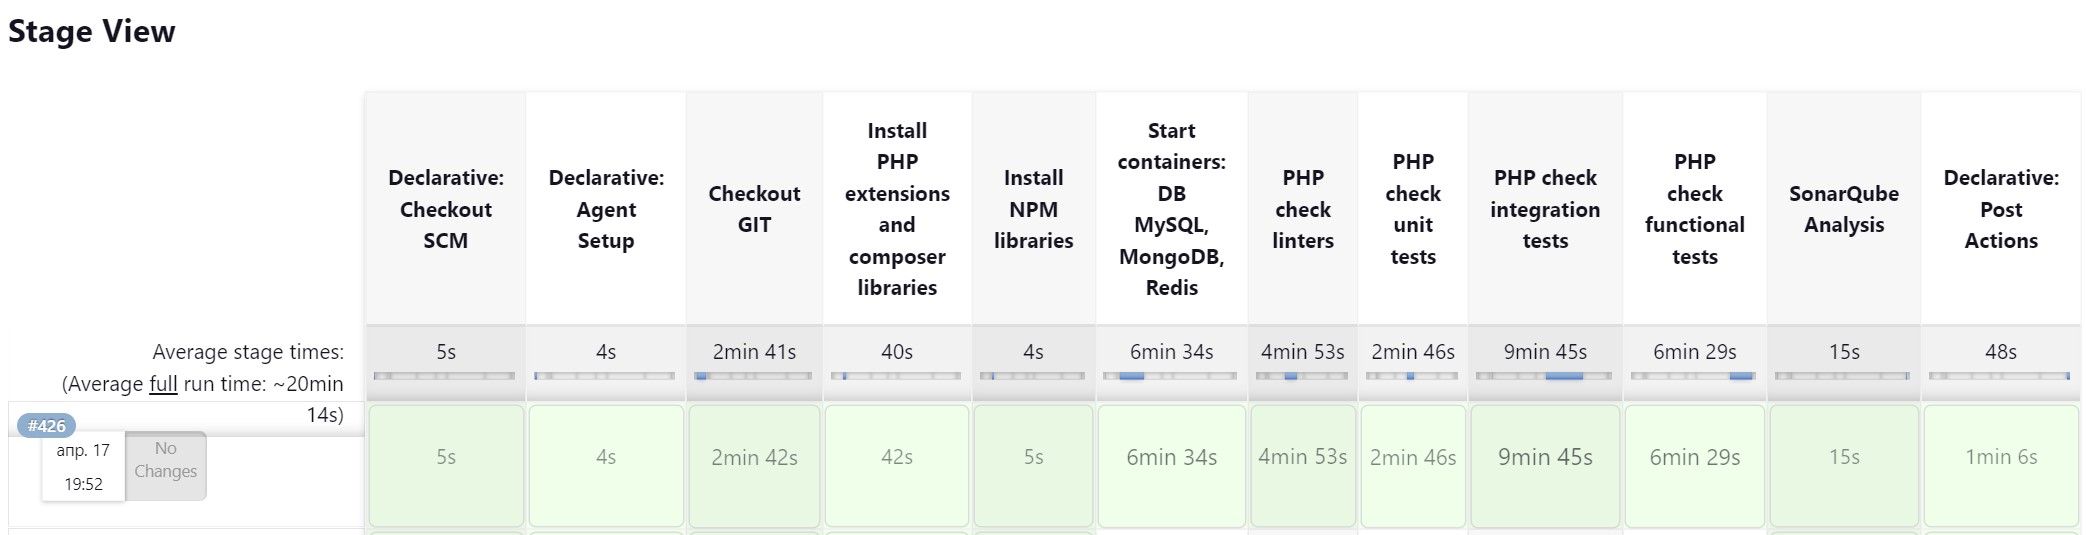 Stage View
Declarative:
Checkout
SCM
Declarative:
Agent
Setup
Checkout
GIT
Install
PHP
extensions
and
composer
libraries
Install
NPM
libraries
Start
containers:
DB
MySQL,
MongoDB,
Redis
PHP
check
linters
PHP
check
unit
tests
PHP check
integration
tests
PHP
check
functional
tests
SonarQube
Analysis
Declarative:
Post
Actions
Average stage times:
(Average full run time: ~20min
14s)
5s
4s
2min 41s
40s
4s
6min 34s
4min 53s
2min 46s
9min 45s
6min 29s
15s
48s
#426
апр. 17
19:52
No
Changes
5s
4s
2min 42s
42s
5s
6min 34s
4min 53s
2min 46s
9min 45s
6min 29s
15s
1min 6s